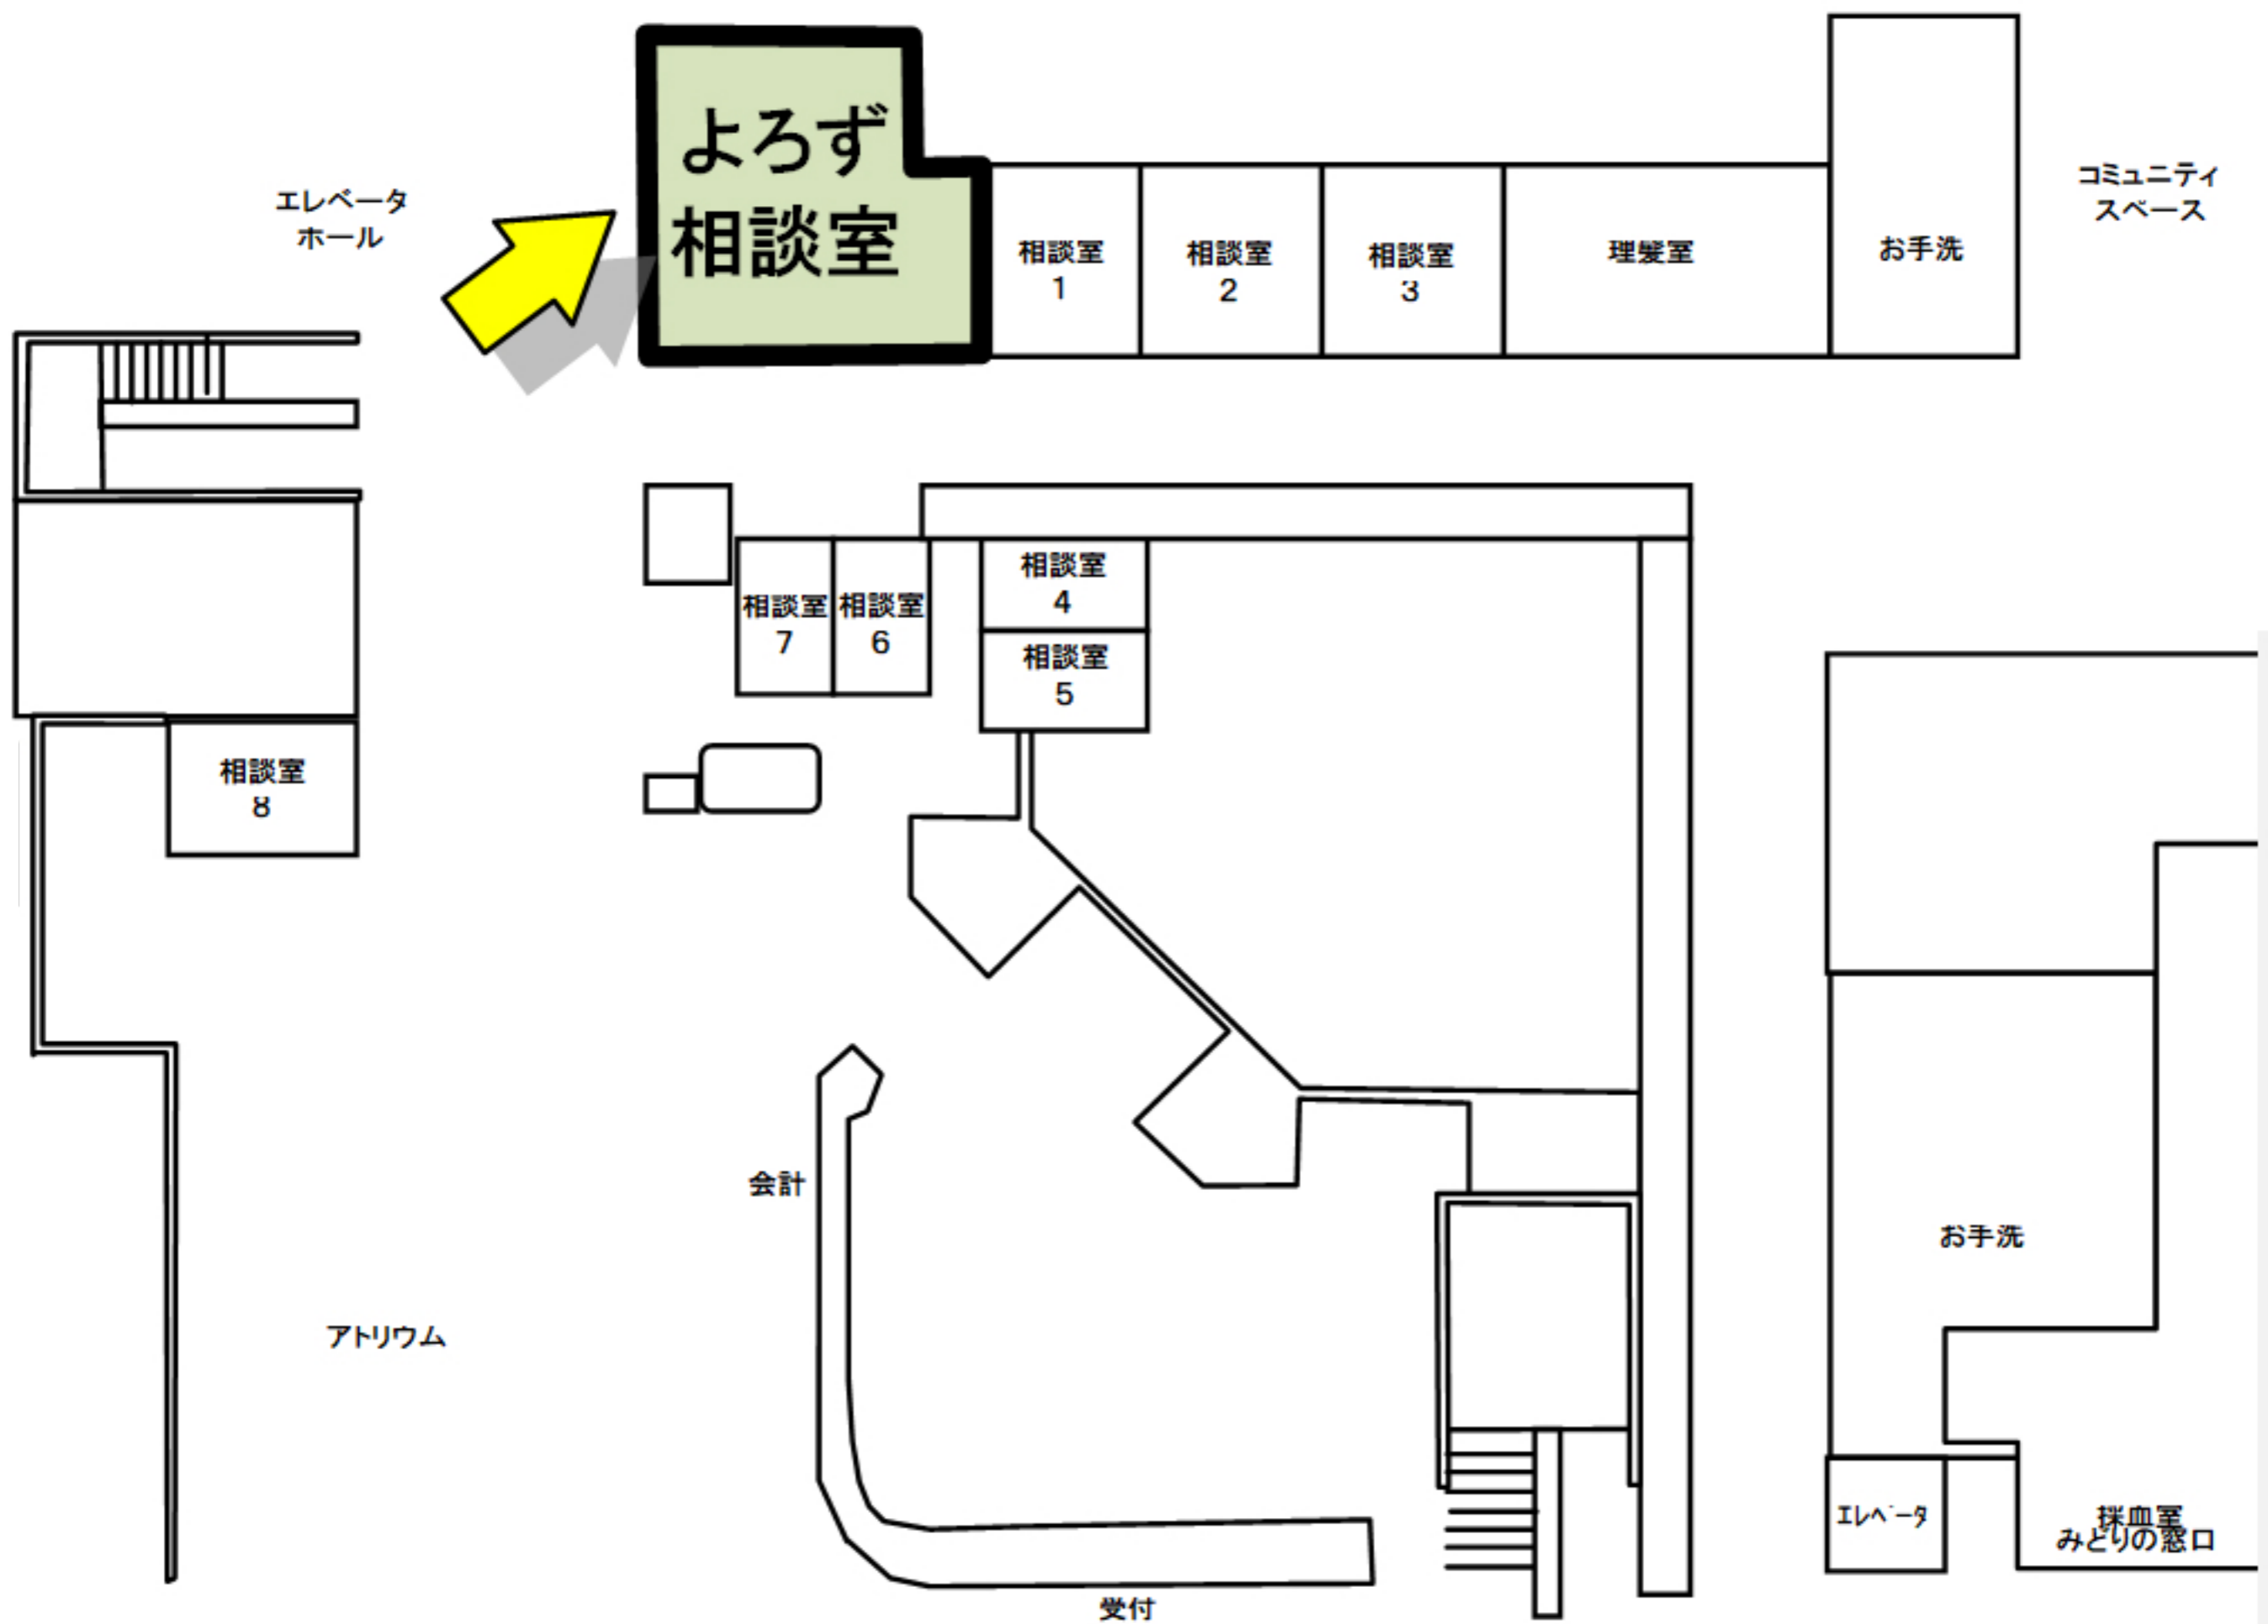 よろず
相談室
エレベータ
ホール
コミュニティ
スペース
相談室
1
相談室
2
相談室
3
理髪室
お手洗
相談室
7
相談室
6
相談室
4
相談室
5
相談室
8
会計
お手洗
アトリウム
エレベータ
採血室
みどりの窓口
受付